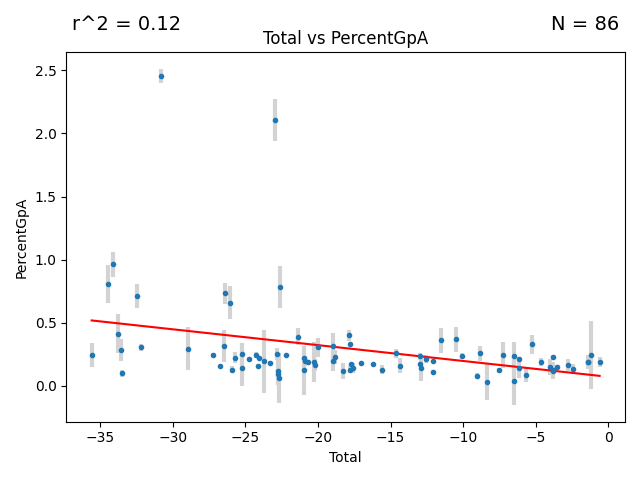 r^2 = 0.12
N = 86
Total vs PercentGpA
PercentGpA
2.5
2.0
1.5
1.0
0.5
0.0
−35
−30
−25
−20
−15
−10
−5
0
Total